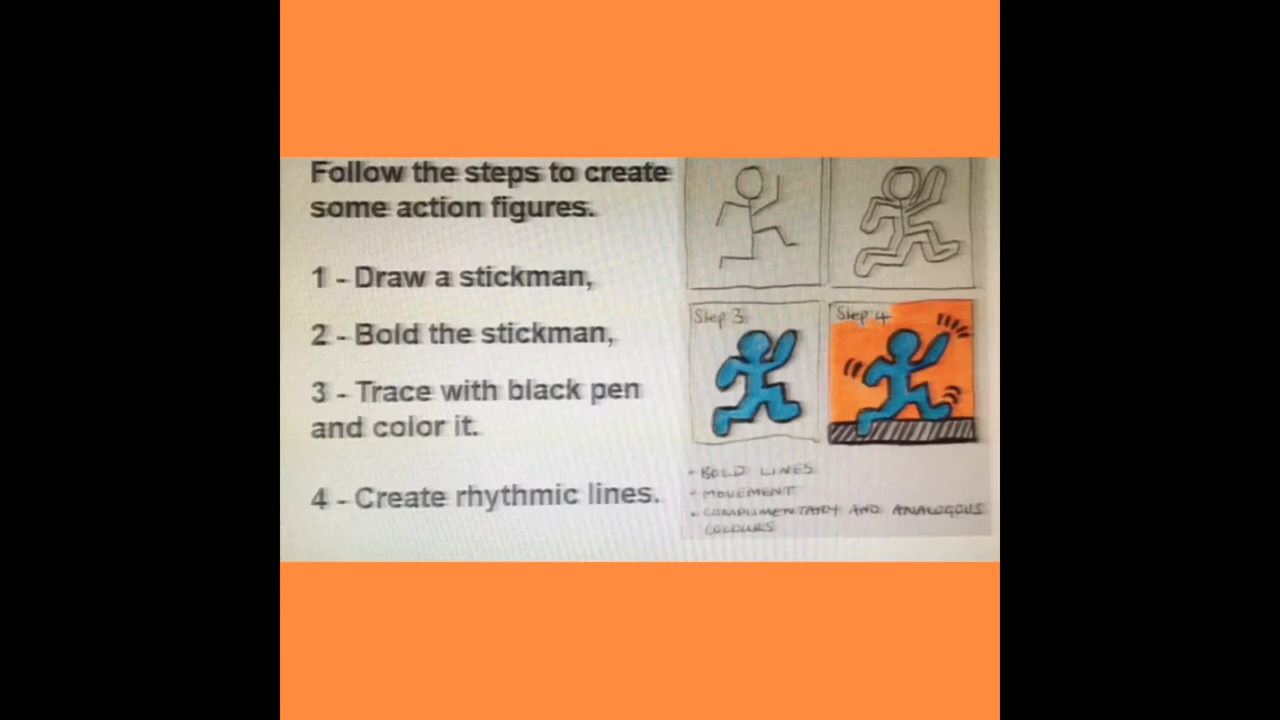 Follow the steps to create
some action figures.
1 - Draw a stickman,
2 - Bold the stickman,
3 - Trace with black pen
and color it.
4 - Create rhythmic lines.
Step 3
Step 4
- BOLD LINES
- MOVEMENT
- COMPLIMENTARY AND ANALOGOUS
COLOURS